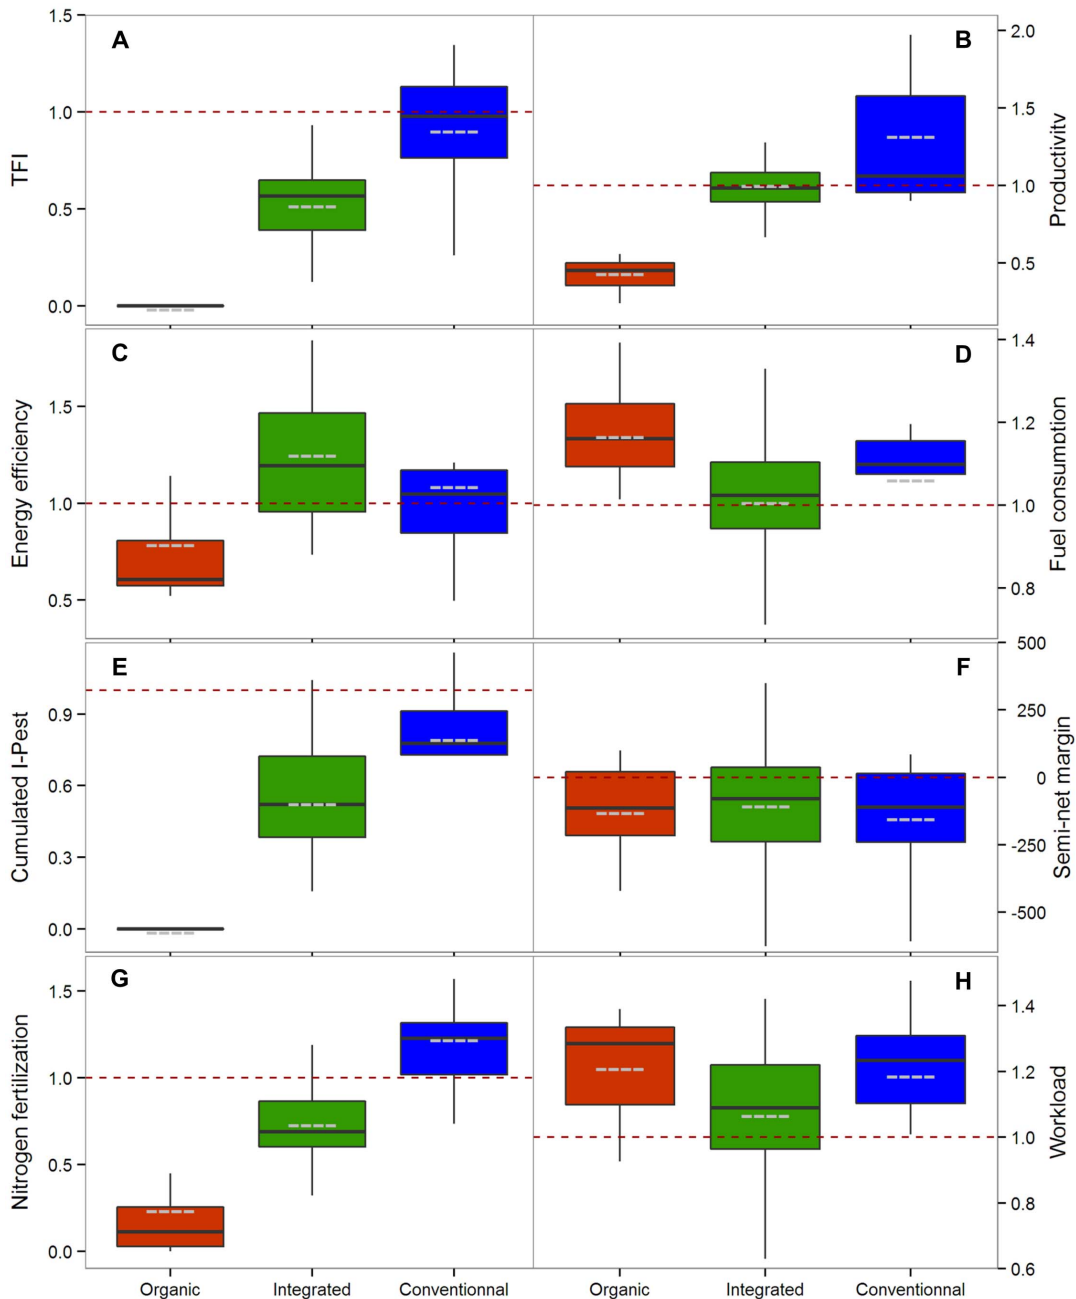 A
B
1.5
1.0
0.5
0.0
TFI
2.0
1.5
1.0
0.5
Productivity
C
D
1.5
1.0
0.5
Energy efficiency
1.4
1.2
1.0
0.8
Fuel consumption
E
F
0.9
0.6
0.3
0.0
Cumulated I-Pest
500
250
0
-250
-500
Semi-net margin
G
H
1.5
1.0
0.5
0.0
Nitrogen fertilization
1.4
1.2
1.0
0.8
0.6
Workload
Organic Integrated Conventionnal Organic Integrated Conventionnal